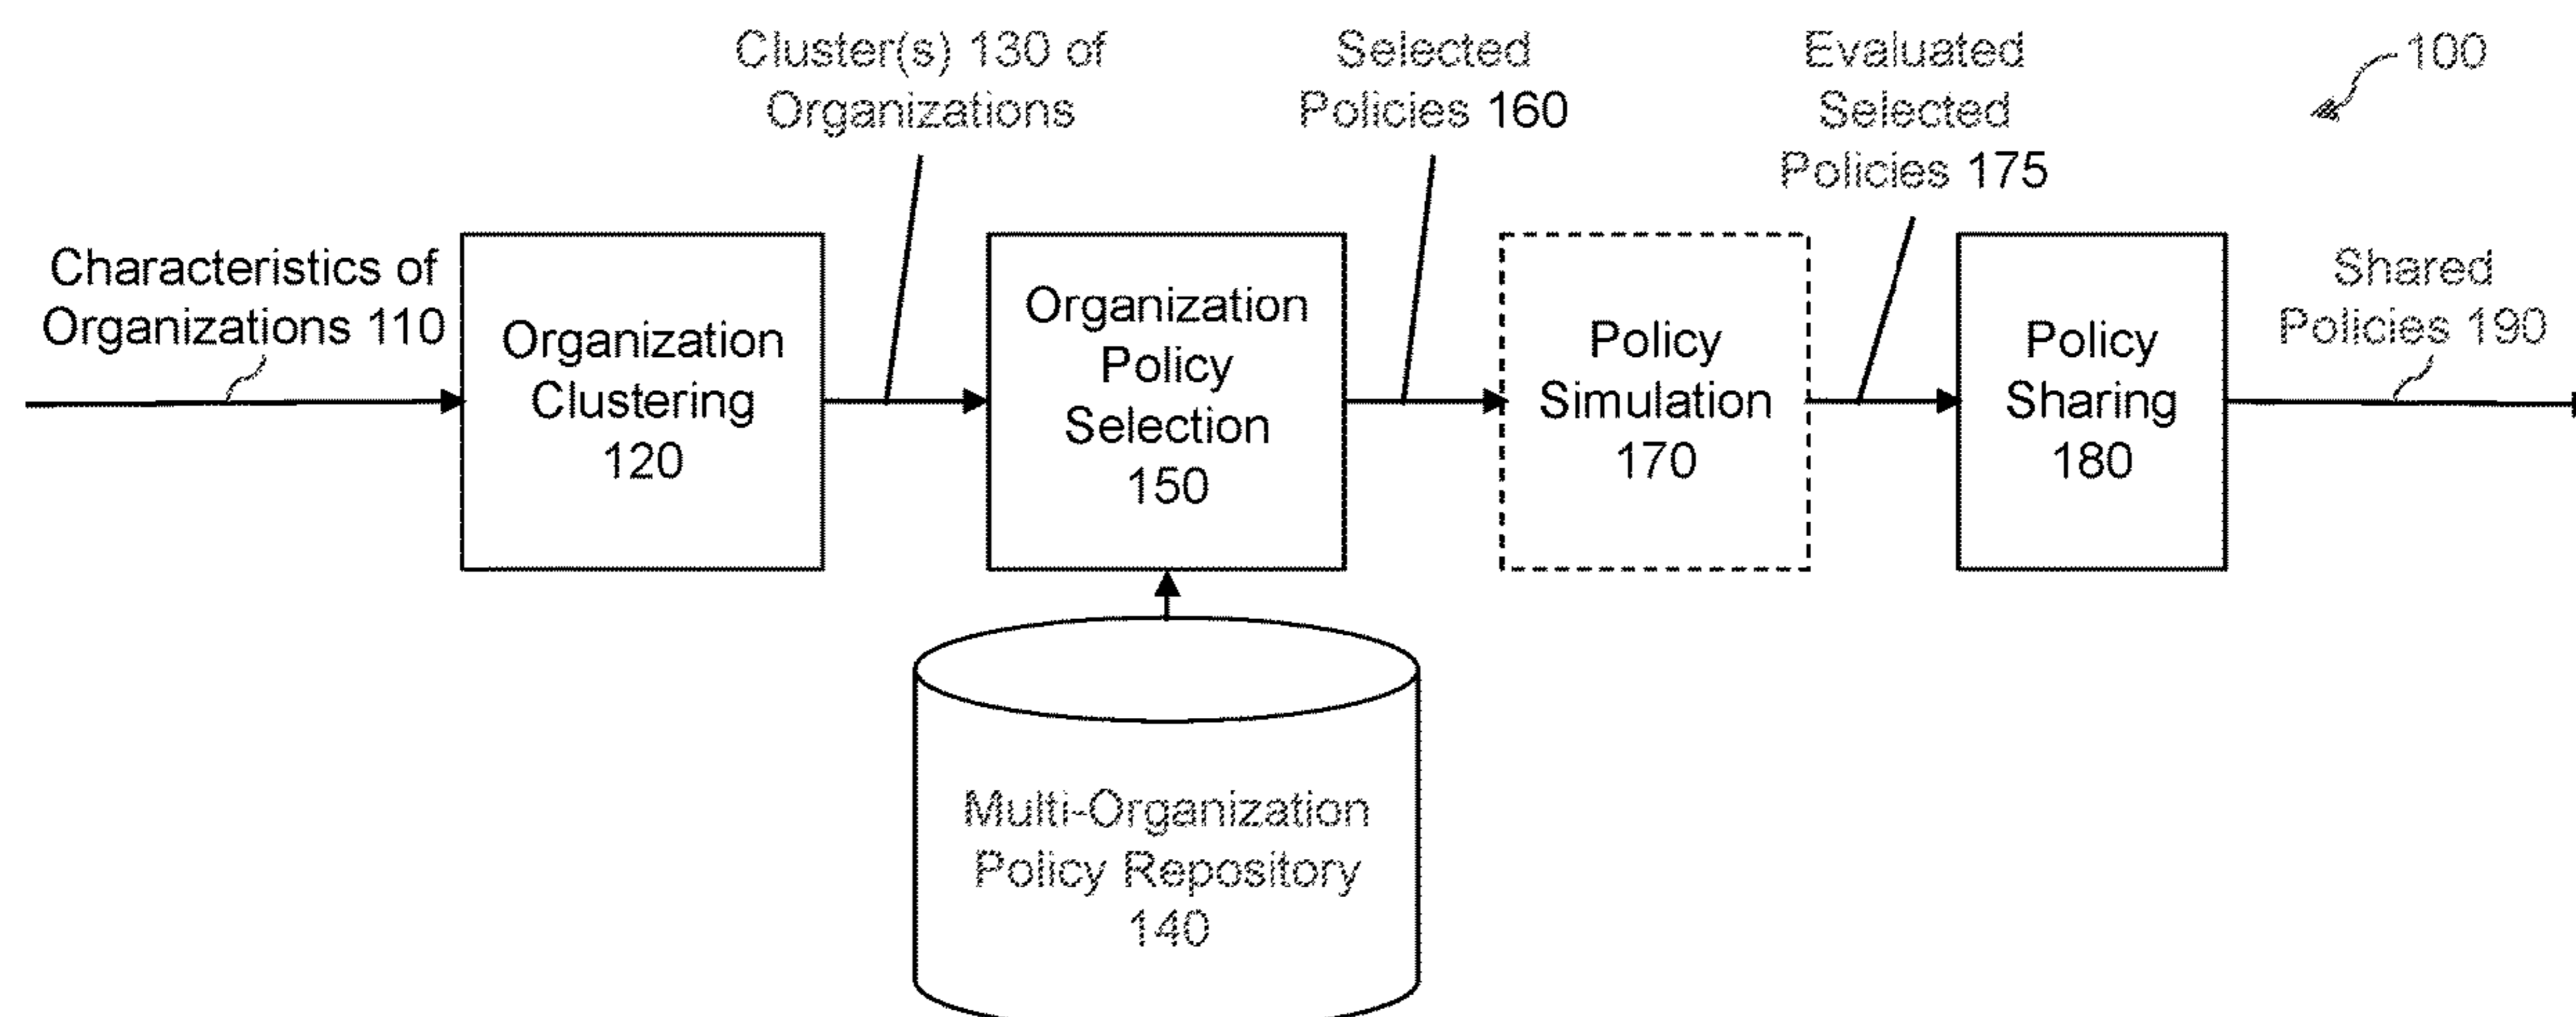 Cluster(s) 130 of
Organizations
Selected
Policies 160
Evaluated
Selected
Policies 175
100
Characteristics of
Organizations 110
Organization
Clustering
120
Organization
Policy
Selection
150
Policy
Simulation
170
Policy
Sharing
180
Shared
Policies 190
Multi-Organization
Policy Repository
140